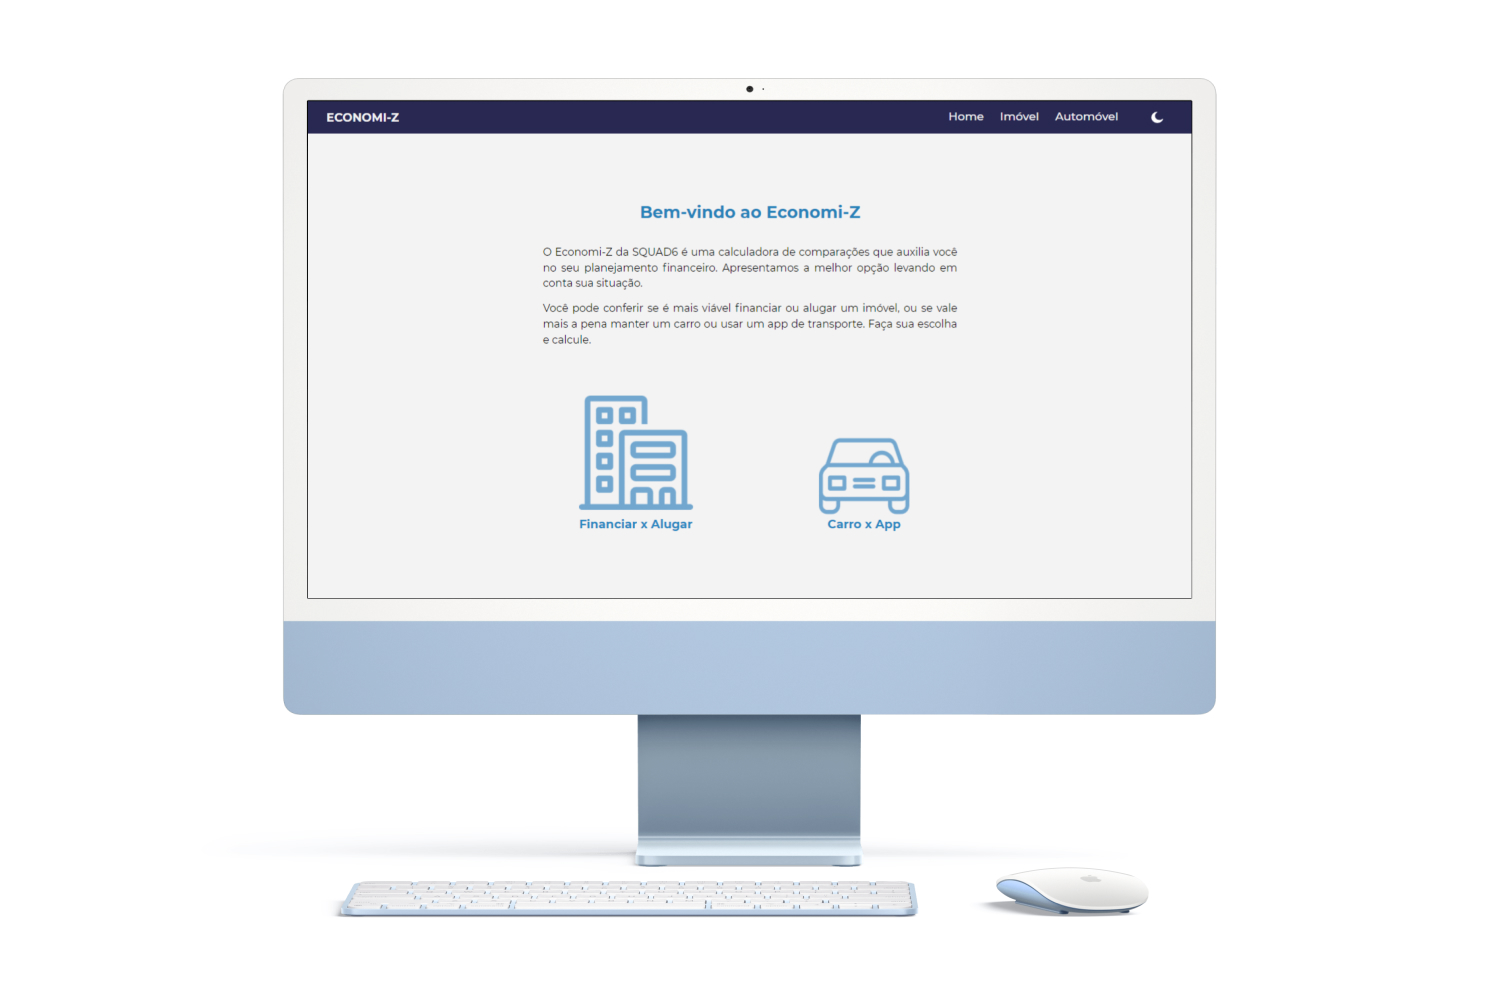 ECONOMI-Z
Home Imóvel Automóvel
Bem-vindo ao Economi-Z
O Economi-Z da SQUAD6 é uma calculadora de comparações que auxilia você
no seu planejamento financeiro. Apresentamos a melhor opção levando em
conta sua situação.
Você pode conferir se é mais viável financiar ou alugar um imóvel, ou se vale
mais a pena manter um carro ou usar um app de transporte. Faça sua escolha
e calcule.
Financiar x Alugar
Carro x App